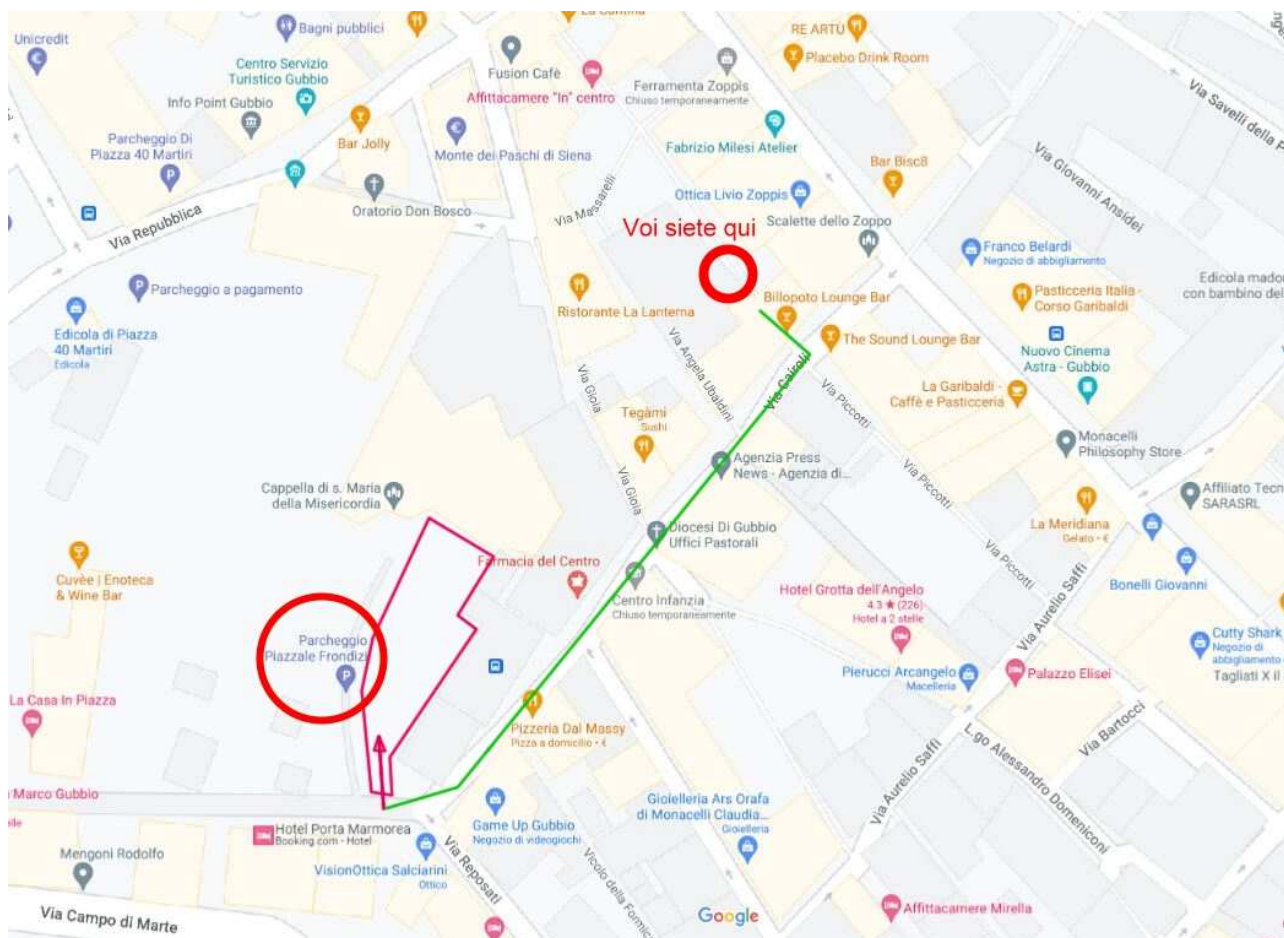 La Cantina
Unicredit
Bagni pubblici
RE ARTÙ
Placebo Drink Room
Centro Servizio
Turistico Gubbio
Fusion Cafè
Ferramenta Zoppis
Chiuso temporaneamente
Affittacamere "In" centro
Info Point Gubbio
Via Savelli della
Parcheggio Di
Piazza 40 Martiri
Bar Jolly
Monte dei Paschi di Siena
Fabrizio Milesi Atelier
Bar Bisc8
Via Giovanni Ansidei
Via Massarelli
Ottica Livio Zoppis
Oratorio Don Bosco
Via Repubblica
Voi siete qui
Scalette dello Zoppo
Franco Belardi
Negozio di abbigliamento
Edicola
con bambino
Parcheggio a pagamento
Billopoto Lounge Bar
Pasticceria Italia -
Corso Garibaldi
Ristorante La Lanterna
Edicola di Piazza
40 Martiri
Edicola
The Sound Lounge Bar
Nuovo Cinema
Astra - Gubbio
Via Angela Ubaldini
Via Cairoli
Via Piccotti
Via Gioia
La Garibaldi -
Caffè e Pasticceria
Tegàmi
Sushi
Monacelli
Philosophy Store
Agenzia Press
News - Agenzia di...
Via Gioia
Via Piccotti
Cappella di s. Maria
della Misericordia
Affiliato
SARASRL
Diocesi Di Gubbio
Uffici Pastorali
La Meridiana
Gelato • €
Via Piccotti
Farmacia del Centro
Cuvèe | Enoteca
& Wine Bar
Centro Infanzia
Chiuso temporaneamente
Hotel Grotta dell'Angelo
4.3 ★ (226)
Hotel a 2 stelle
Bonelli Giovanni
Via Aurelio Saffi
Parcheggio
Piazzale Frondizi
Cutty Shark
Negozio di
abbigliamento
Tagliati X il
Pierucci Arcangelo
Macelleria
Palazzo Elisei
La Casa In Piazza
Pizzeria Dal Massy
Pizza a domicilio • €
Via Bartocci
L.go Alessandro Domeniconi
Via Aurelio Saffi
Marco Gubbio
Gioielleria Ars Orafa
di Monacelli Claudia...
Gioielleria
Hotel Porta Marmorea
Booking.com - Hotel
Game Up Gubbio
Negozio di videogiochi
Mengoni Rodolfo
VisionOttica Salciarini
Ottico
Via Reposati
Vicolo della
Via Campo di Marte
Google
Affittacamere Mirella